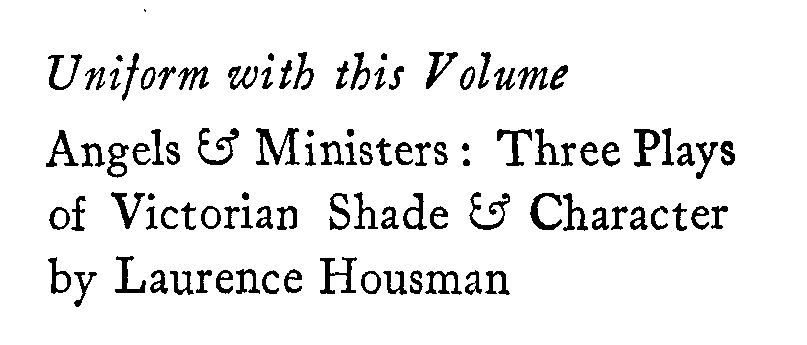 Uniform with this Volume
Angels & Ministers : Three Plays
of Victorian Shade & Character
by Laurence Housman